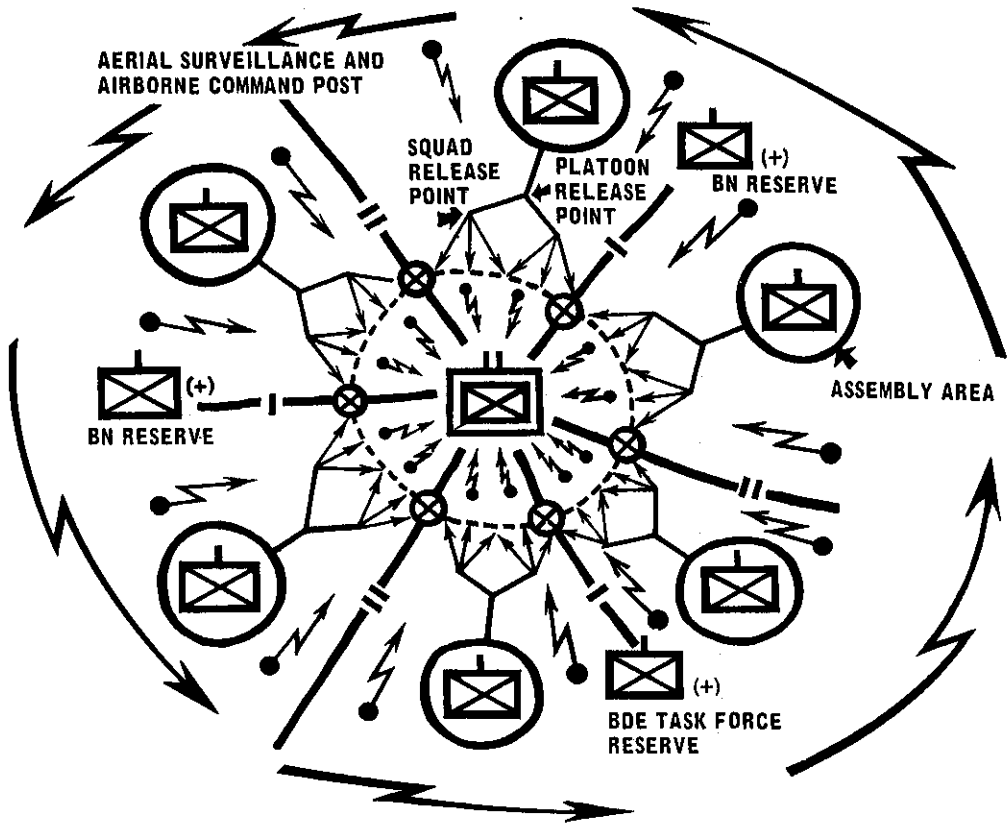 AERIAL SURVEILLANCE AND
AIRBORNE COMMAND POST
SQUAD
RELEASE
POINT
PLATOON
RELEASE
POINT
(+)
BN RESERVE
ASSEMBLY AREA
(+)
BN RESERVE
(+)
BDE TASK FORCE
RESERVE